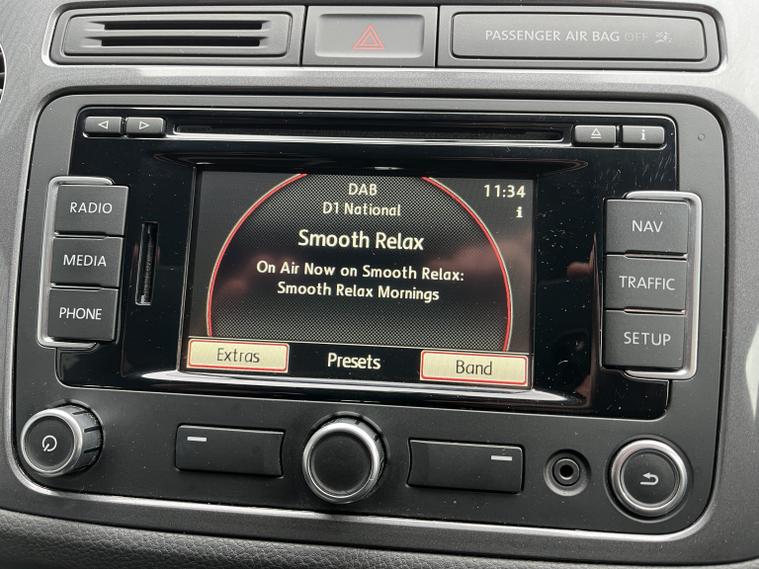 PASSENGER AIR BAG OFF
RADIO
MEDIA
PHONE
DAB
11:34
D1 National
i
Smooth Relax
On Air Now on Smooth Relax:
Smooth Relax Mornings
Extras
Presets
Band
i
NAV
TRAFFIC
SETUP